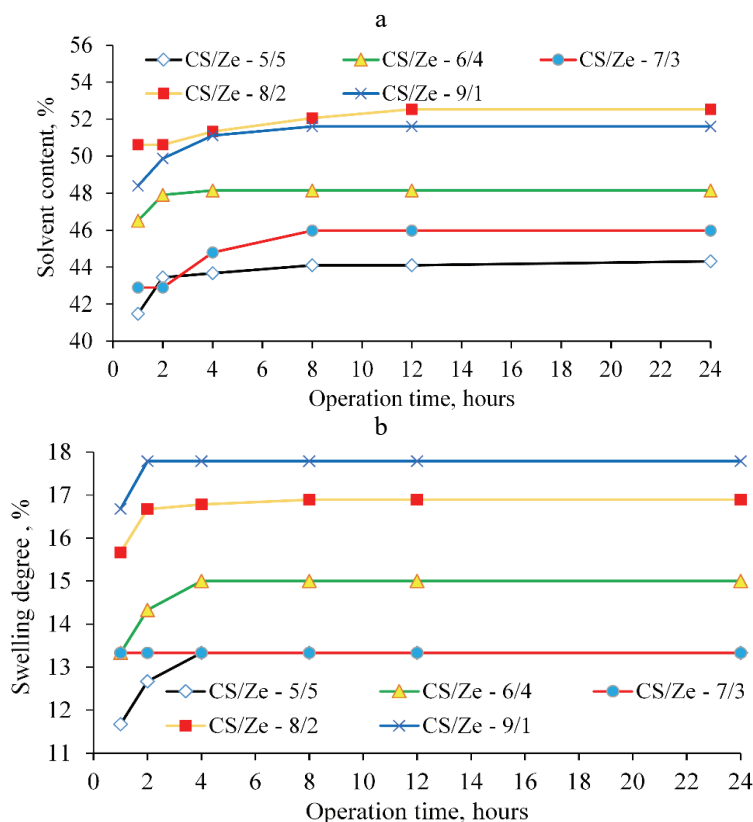 a
Solvent content, %
56
54
52
50
48
46
44
42
40
CS/Ze - 5/5 CS/Ze - 6/4 CS/Ze - 7/3
CS/Ze - 8/2 CS/Ze - 9/1
0 2 4 6 8 10 12 14 16 18 20 22 24
Operation time, hours
b
Swelling degree , %
18
17
16
15
14
13
12
11
CS/Ze - 5/5 CS/Ze - 6/4 CS/Ze - 7/3
CS/Ze - 8/2 CS/Ze - 9/1
0 2 4 6 8 10 12 14 16 18 20 22 24
Operation time, hours